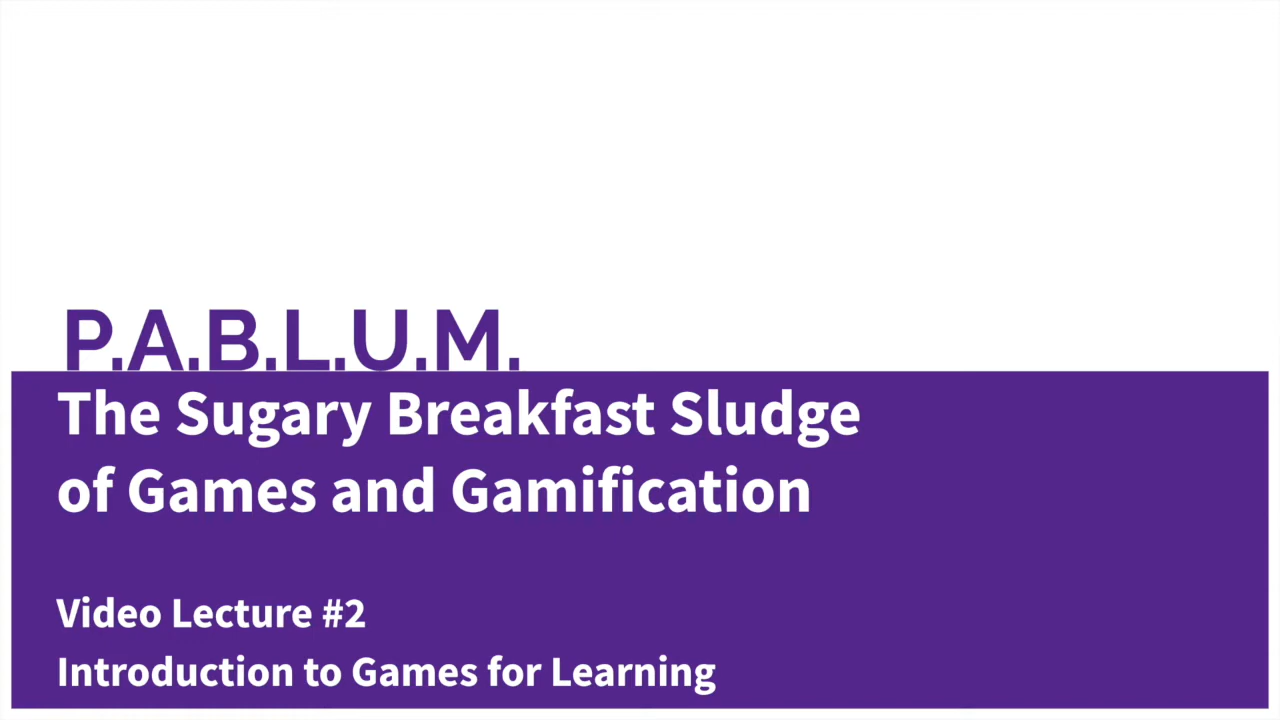 P.A.B.L.U.M.
The Sugary Breakfast Sludge
of Games and Gamification
Video Lecture #2
Introduction to Games for Learning